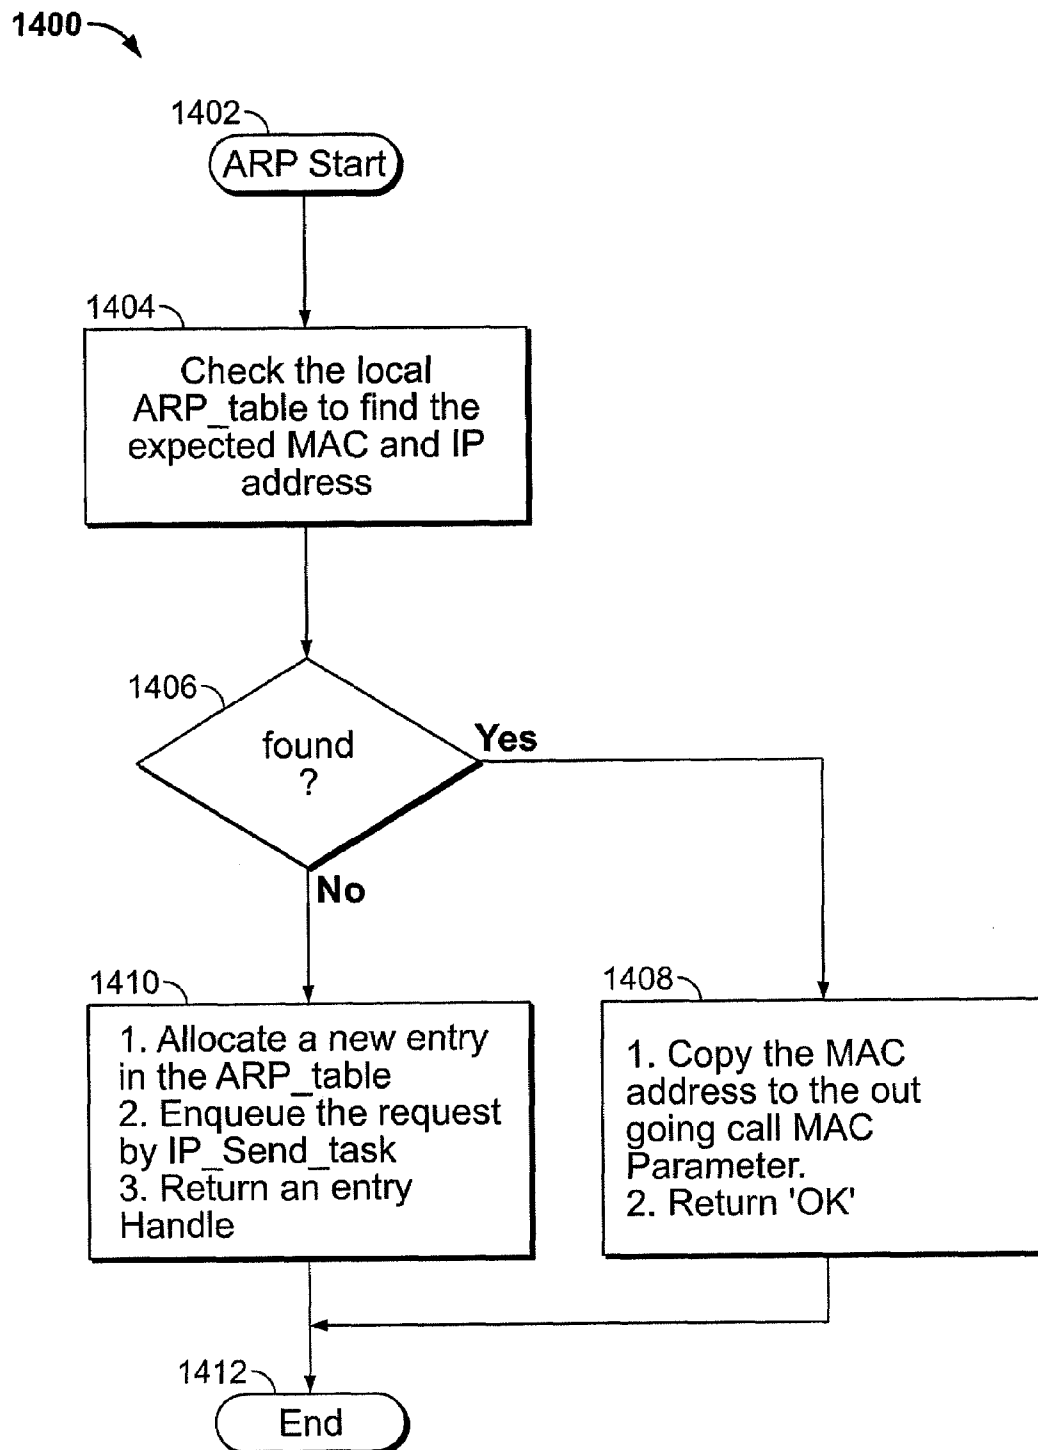 1400
1402
ARP Start
1404
Check the local
ARP_table to find the
expected MAC and IP
address
1406
found
?
Yes
No
1410
1. Allocate a new entry
in the ARP_table
2. Enqueue the request
by IP_Send_task
3. Return an entry
Handle
1408
1. Copy the MAC
address to the out
going call MAC
Parameter.
2. Return 'OK'
1412
End